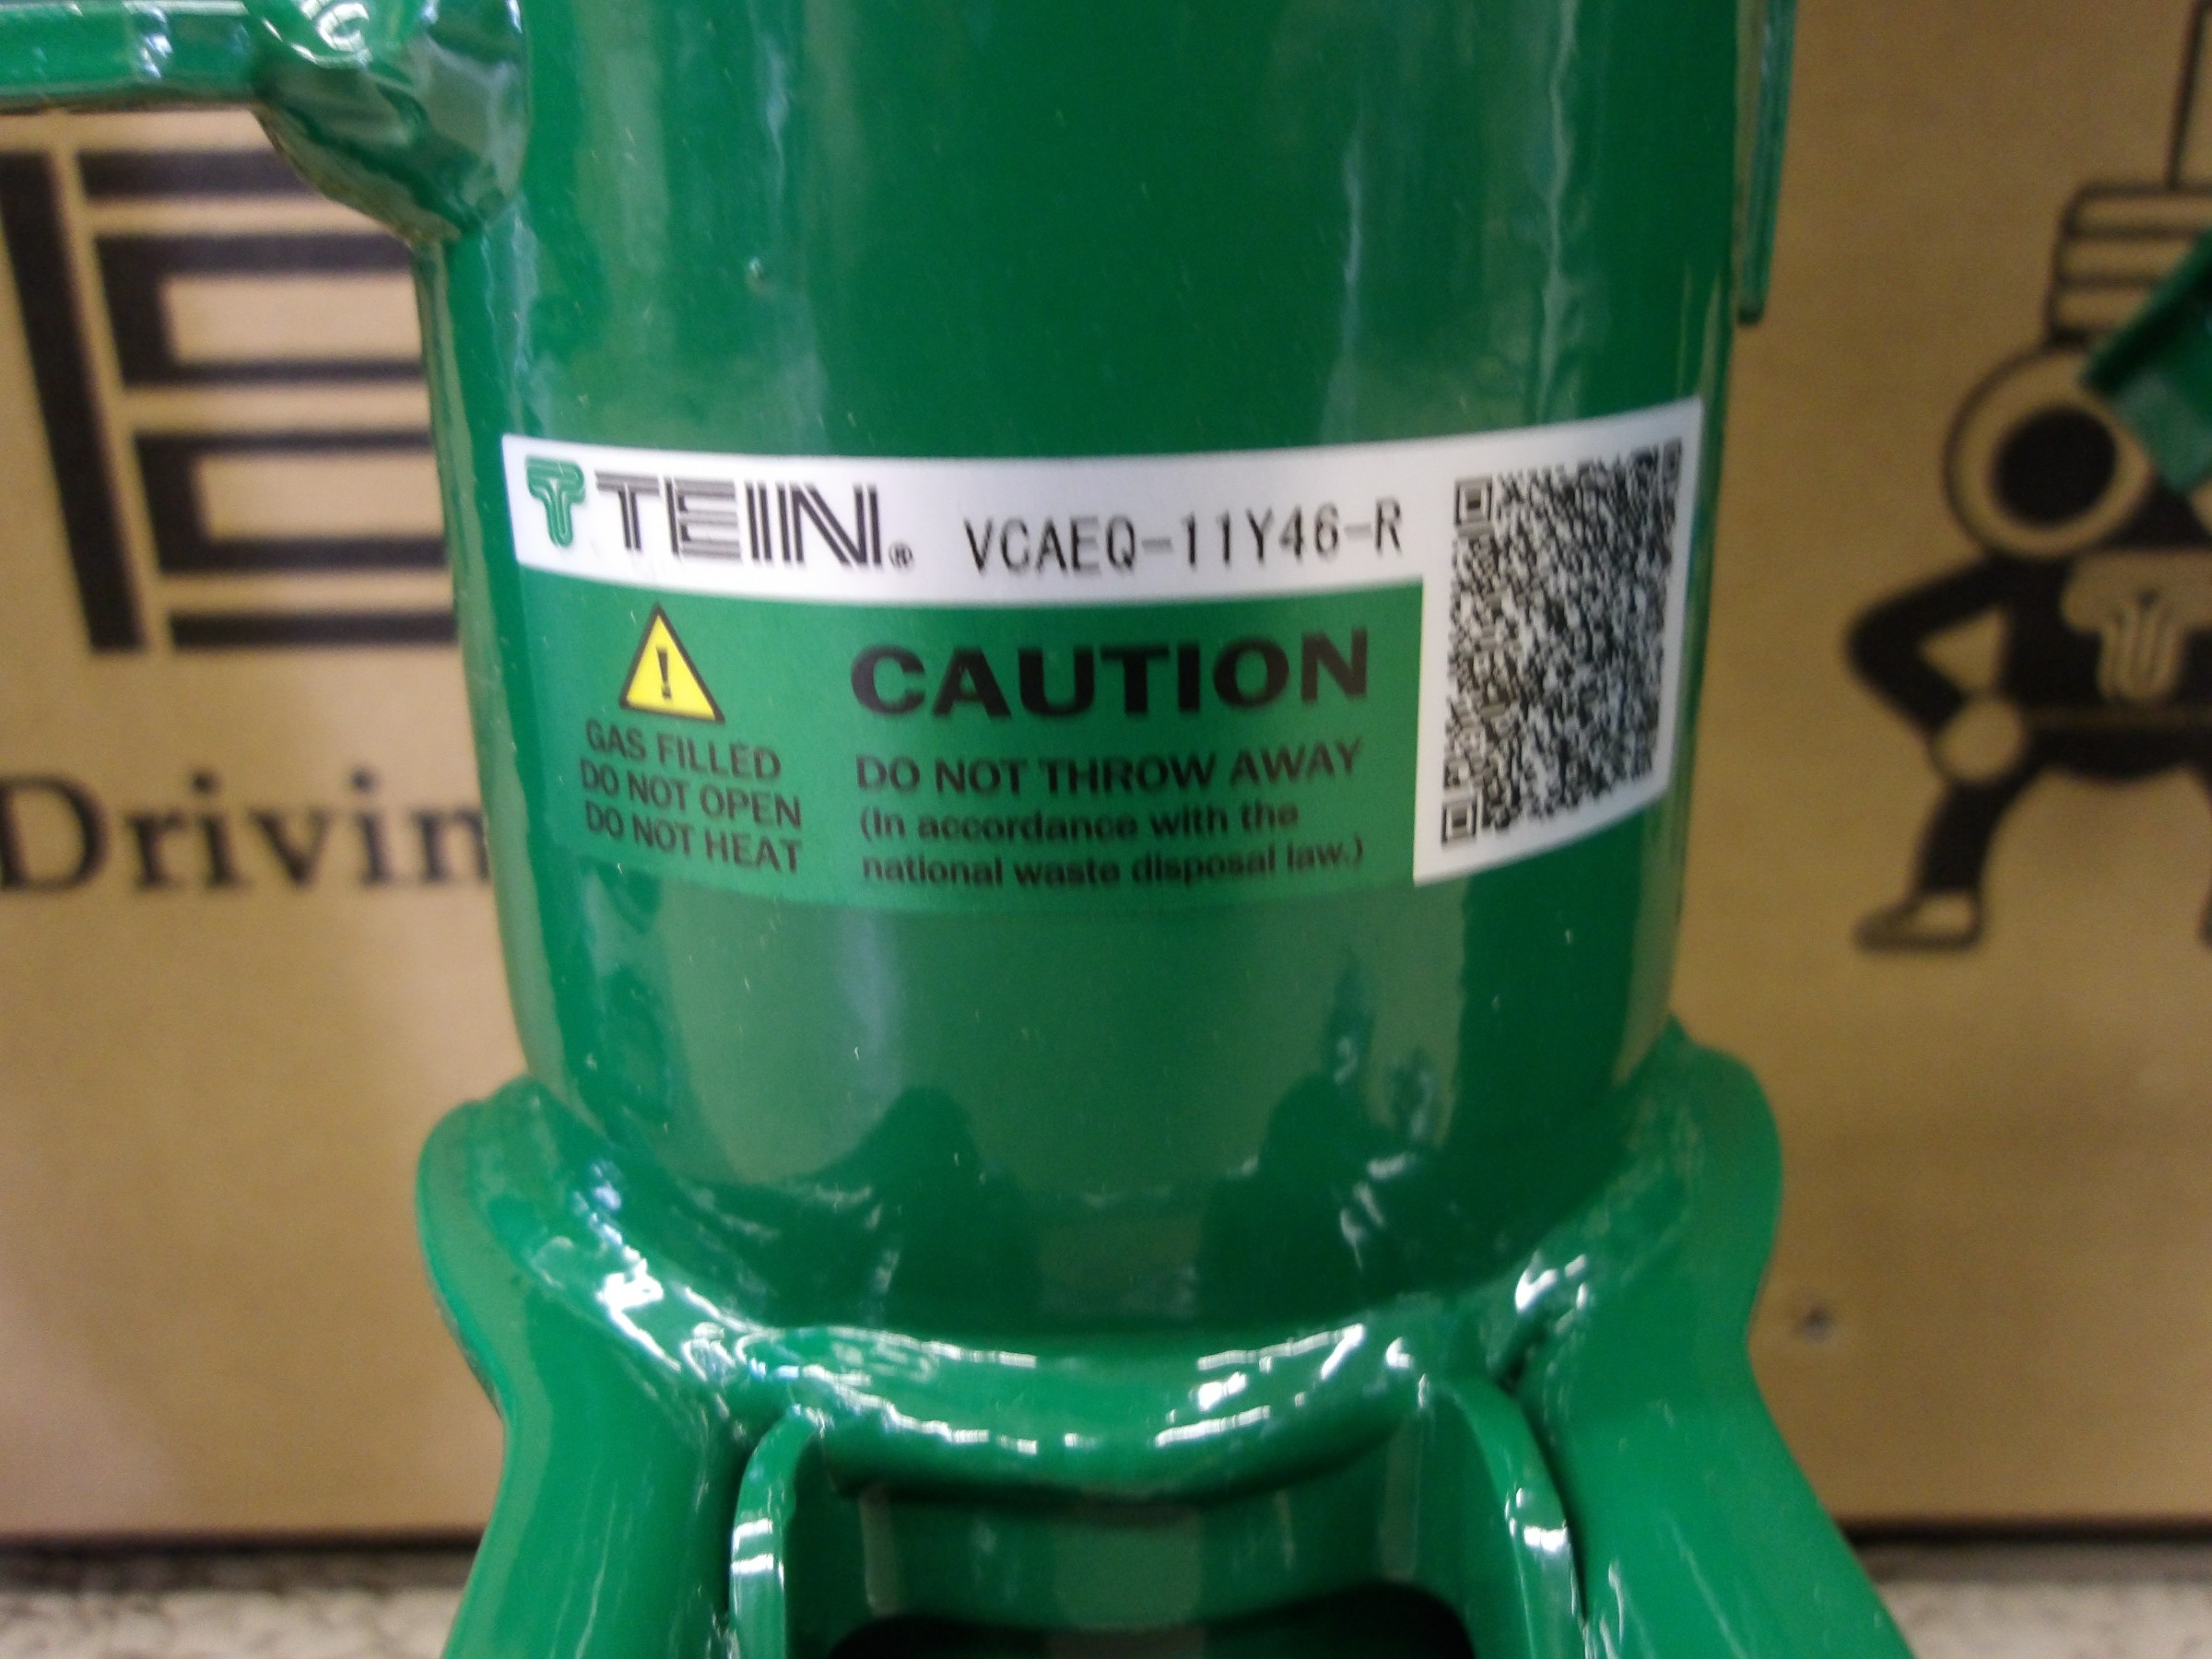 TEIN® VCAEQ-11Y46-R
CAUTION
GAS FILLED
DO NOT OPEN
DO NOT HEAT
DO NOT THROW AWAY
(In accordance with the
national waste disposal law.)
Drivin